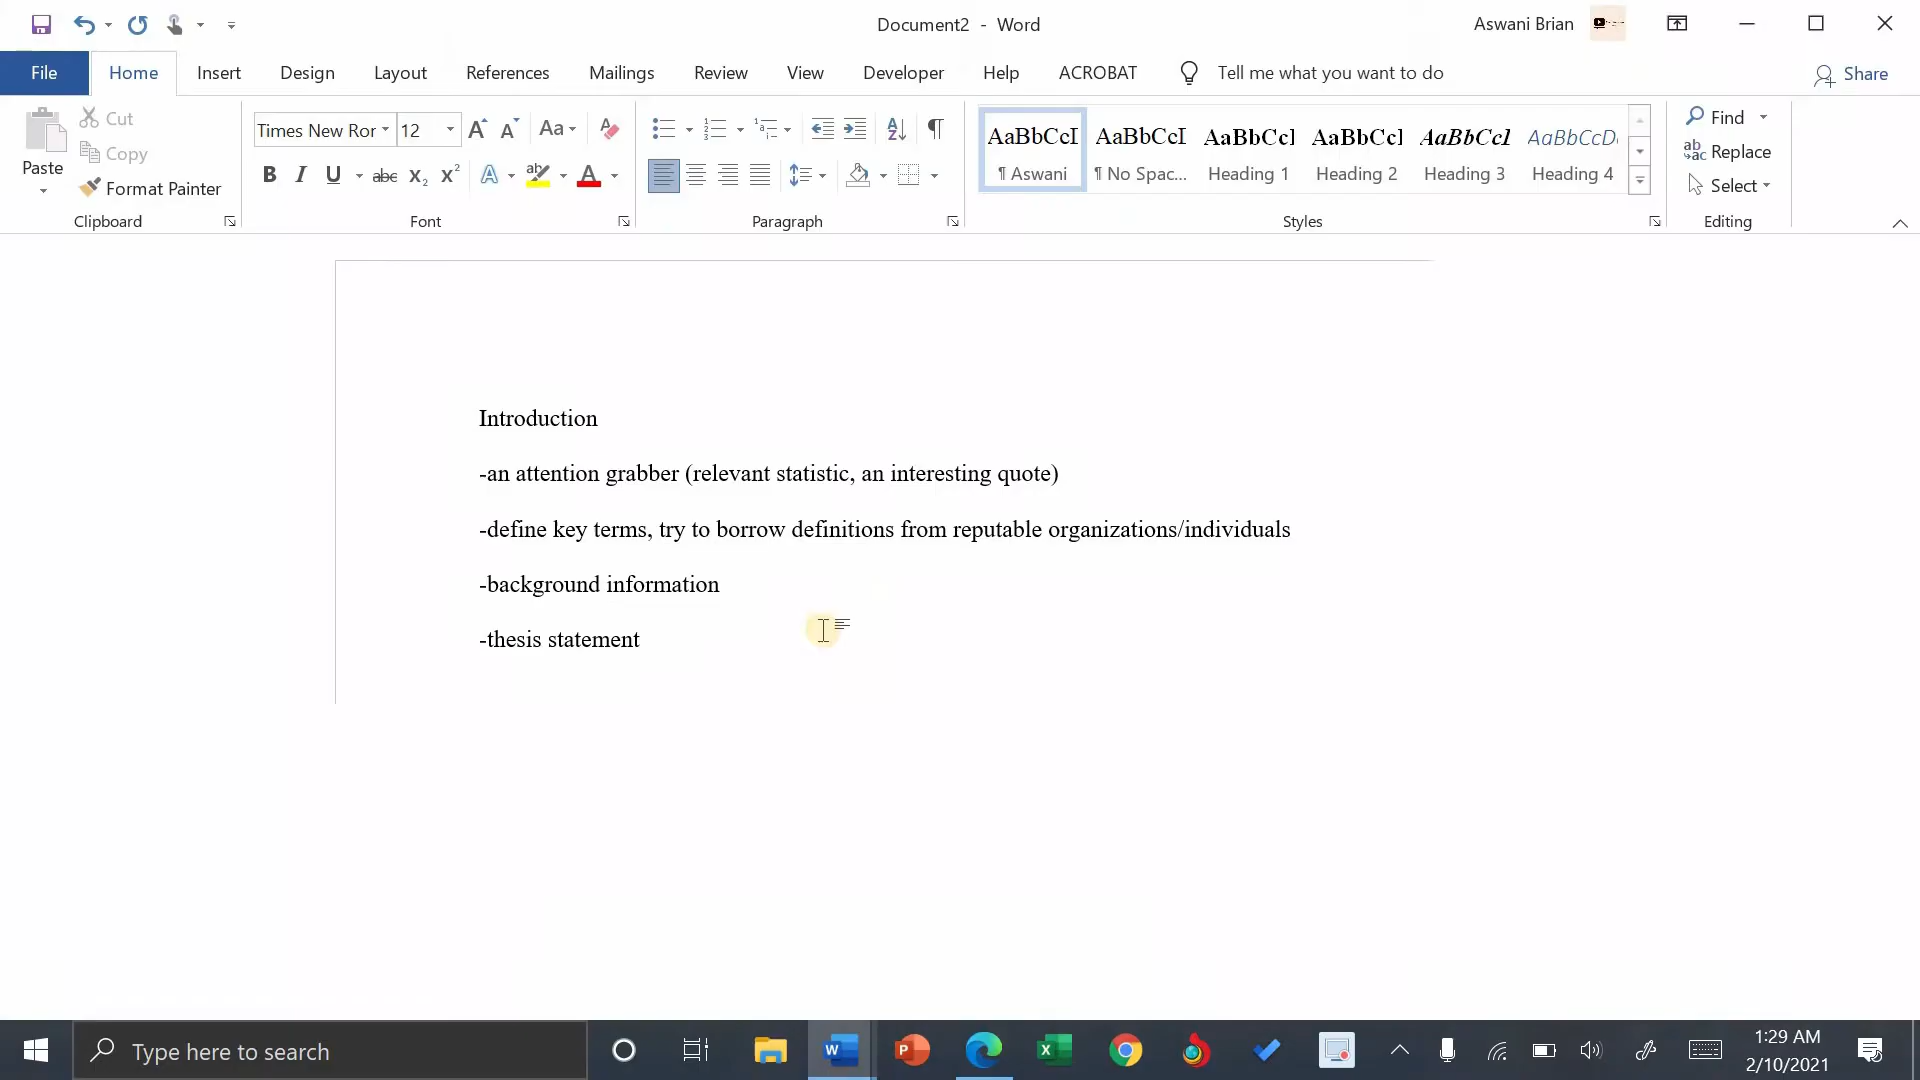 Document2 - Word
Aswani Brian
File Home Insert Design Layout References Mailings Review View Developer Help ACROBAT Tell me what you want to do Share
Paste
Cut
Copy
Format Painter
Clipboard
Times New Ror 12
Font
Paragraph
AaBbCcI AaBbCcI AaBbCcI AaBbCcI AaBbCcI AaBbCcDa
¶ Aswani ¶ No Spac... Heading 1 Heading 2 Heading 3 Heading 4
Styles
Find
Replace
Select
Editing
Introduction
-an attention grabber (relevant statistic, an interesting quote)
-define key terms, try to borrow definitions from reputable organizations/individuals
-background information
-thesis statement
Type here to search
1:29 AM
2/10/2021